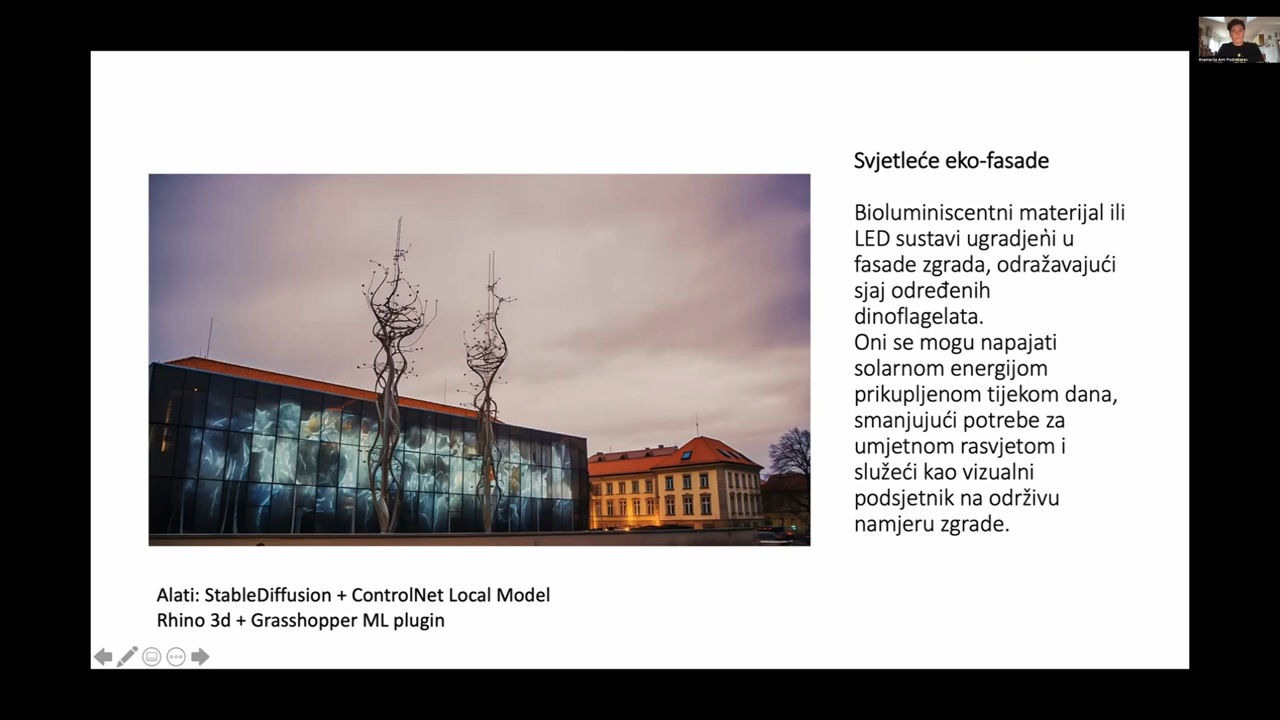 Svjetleće eko-fasade
Bioluminiscentni materijal ili
LED sustavi ugradjeǹi u
fasade zgrada, odražavajući
sjaj određenih
dinoflagelata.
Oni se mogu napajati
solarnom energijom
prikupljenom tijekom dana,
smanjujući potrebe za
umjetnom rasvjetom i
služeći kao vizualni
podsjetnik na održivu
namjeru zgrade.
Alati: StableDiffusion + ControlNet Local Model
Rhino 3d + Grasshopper ML plugin